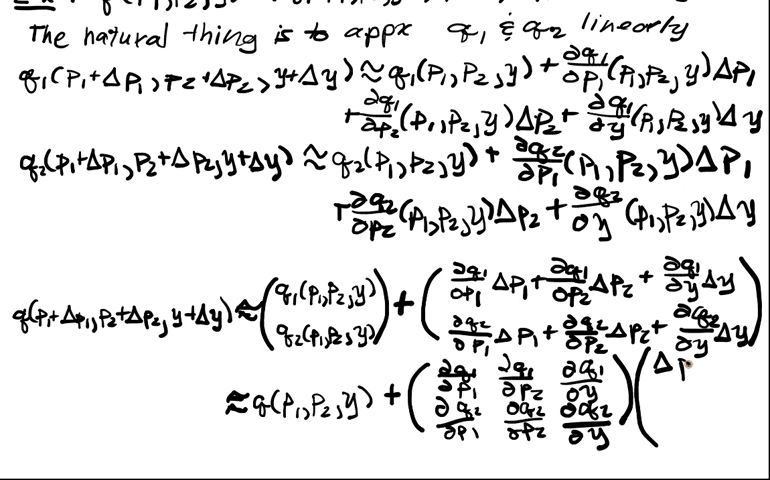 The natural thing is to appx q₁ & q₂ linearly
q₁(p₁+Δp₁, p₂+Δp₂, y+Δy) ≈ q₁(p₁, p₂, y) + ∂q₁/∂p₁ (p₁, p₂, y) Δp₁
+ ∂q₁/∂p₂ (p₁, p₂, y) Δp₂ + ∂q₁/∂y (p₁, p₂, y) Δy
q₂(p₁+Δp₁, p₂+Δp₂, y+Δy) ≈ q₂(p₁, p₂, y) + ∂q₂/∂p₁ (p₁, p₂, y) Δp₁
+ ∂q₂/∂p₂ (p₁, p₂, y) Δp₂ + ∂q₂/∂y (p₁, p₂, y) Δy
q(p₁+Δp₁, p₂+Δp₂, y+Δy) ≈ (q₁(p₁, p₂, y) ; q₂(p₁, p₂, y)) + (∂q₁/∂p₁ Δp₁ + ∂q₁/∂p₂ Δp₂ + ∂q₁/∂y Δy ; ∂q₂/∂p₁ Δp₁ + ∂q₂/∂p₂ Δp₂ + ∂q₂/∂y Δy)
≈ q(p₁, p₂, y) + (∂q₁/∂p₁ ∂q₁/∂p₂ ∂q₁/∂y ; ∂q₂/∂p₁ ∂q₂/∂p₂ ∂q₂/∂y) (Δp